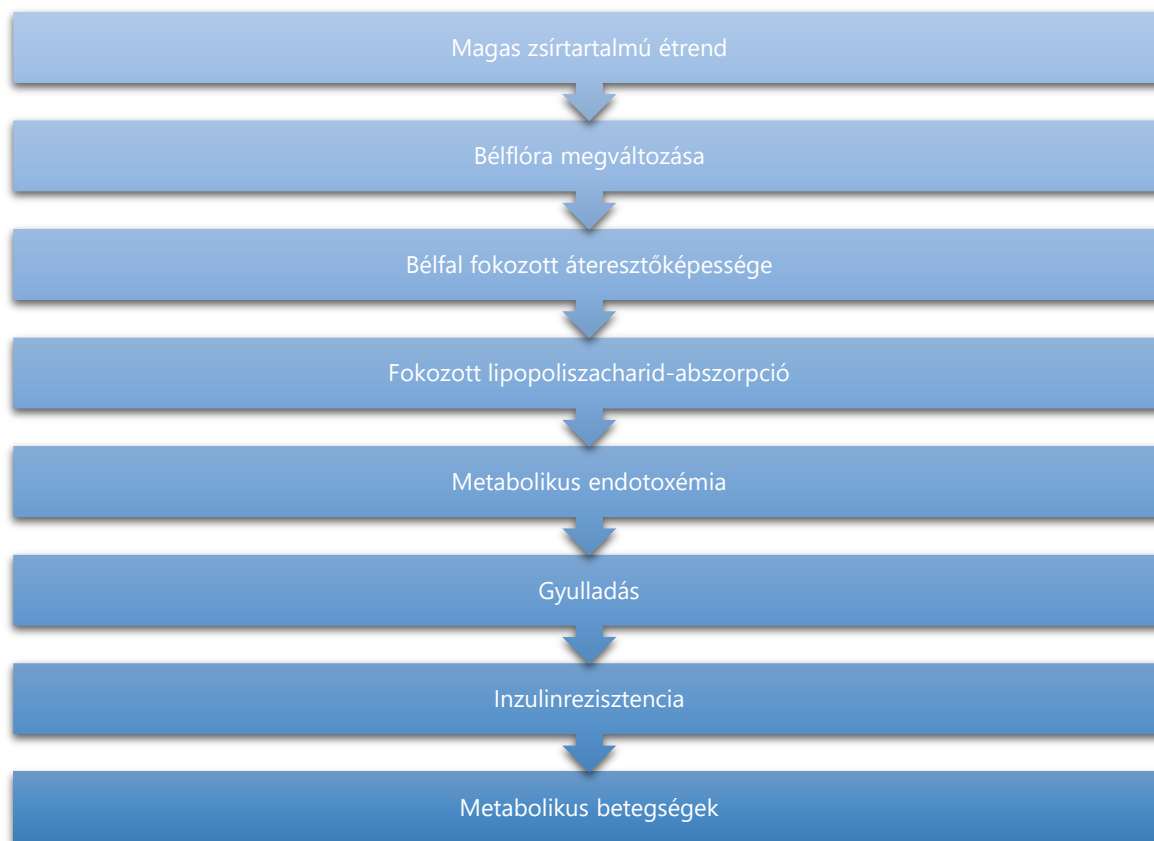 Magas zsírtartalmú étrend
Bélflóra megváltozása
Bélfal fokozott áteresztőképessége
Fokozott lipopoliszacharid-abszorpció
Metabolikus endotoxémia
Gyulladás
Inzulinrezisztencia
Metabolikus betegségek